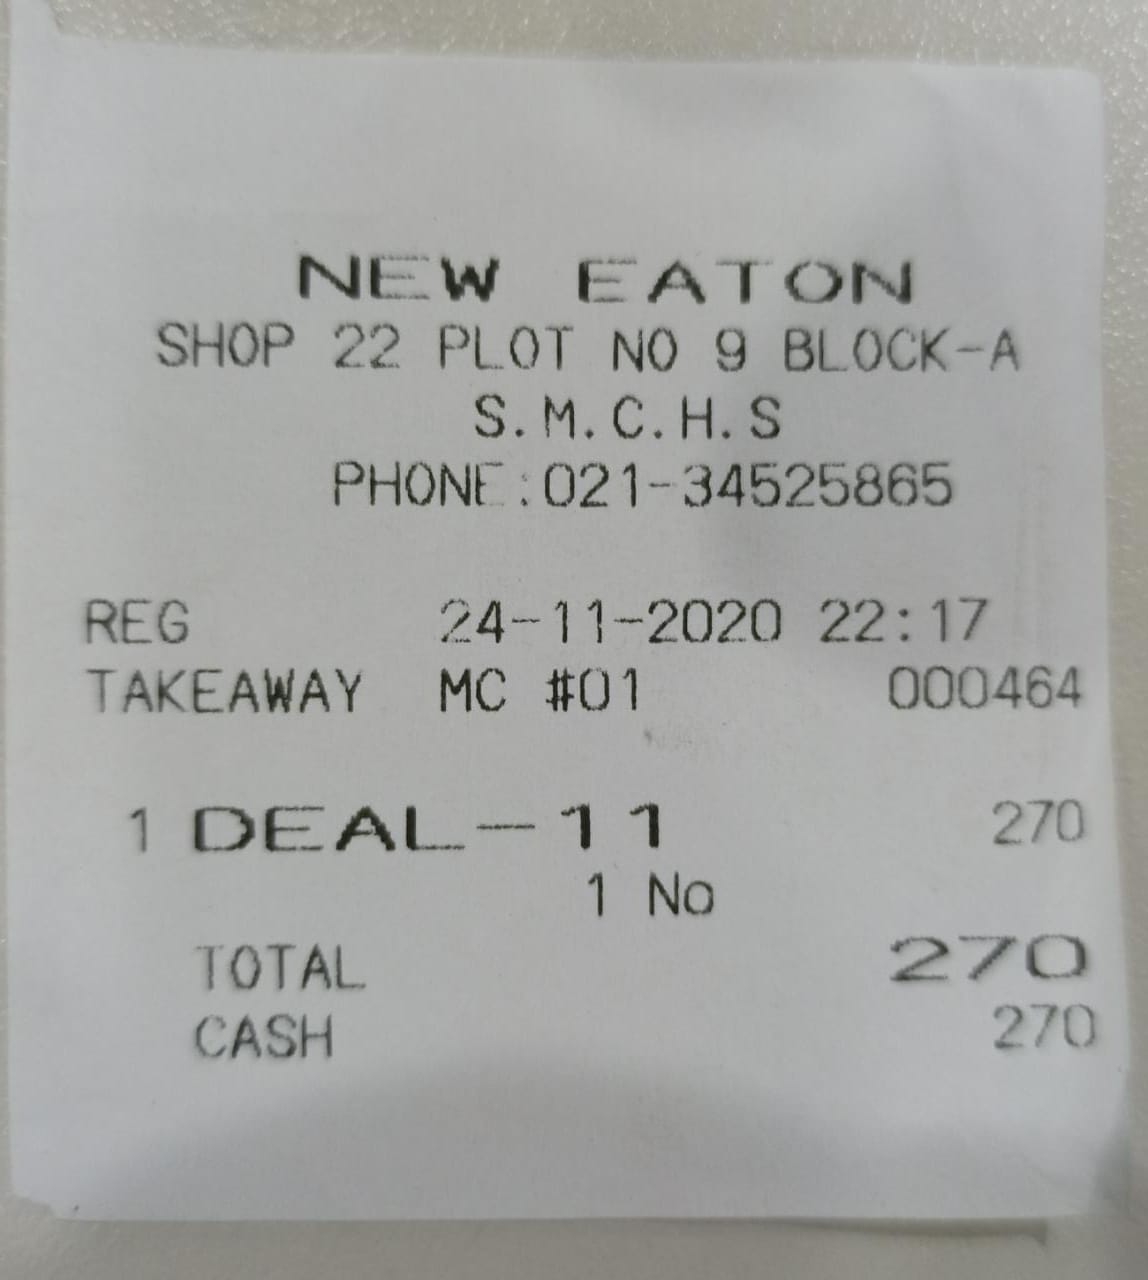 NEW EATON
SHOP 22 PLOT NO 9 BLOCK-A
S.M.C.H.S
PHONE:021-34525865
REG 24-11-2020 22:17
TAKEAWAY MC #01 000464
1 DEAL-11 270
1 No
TOTAL 270
CASH 270